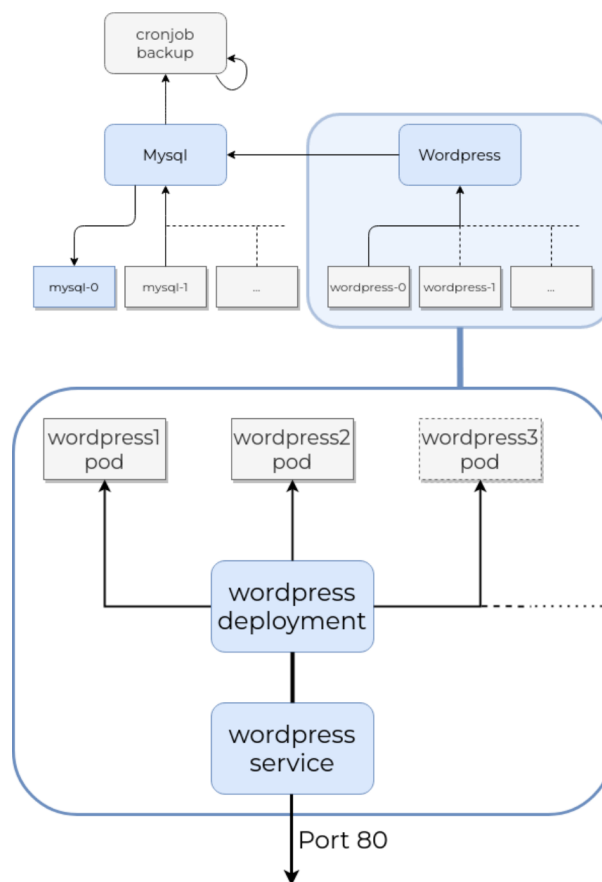 cronjob
backup
Mysql
Wordpress
mysql-0
mysql-1
...
wordpress-0
wordpress-1
...
wordpress1
pod
wordpress2
pod
wordpress3
pod
wordpress
deployment
wordpress
service
Port 80